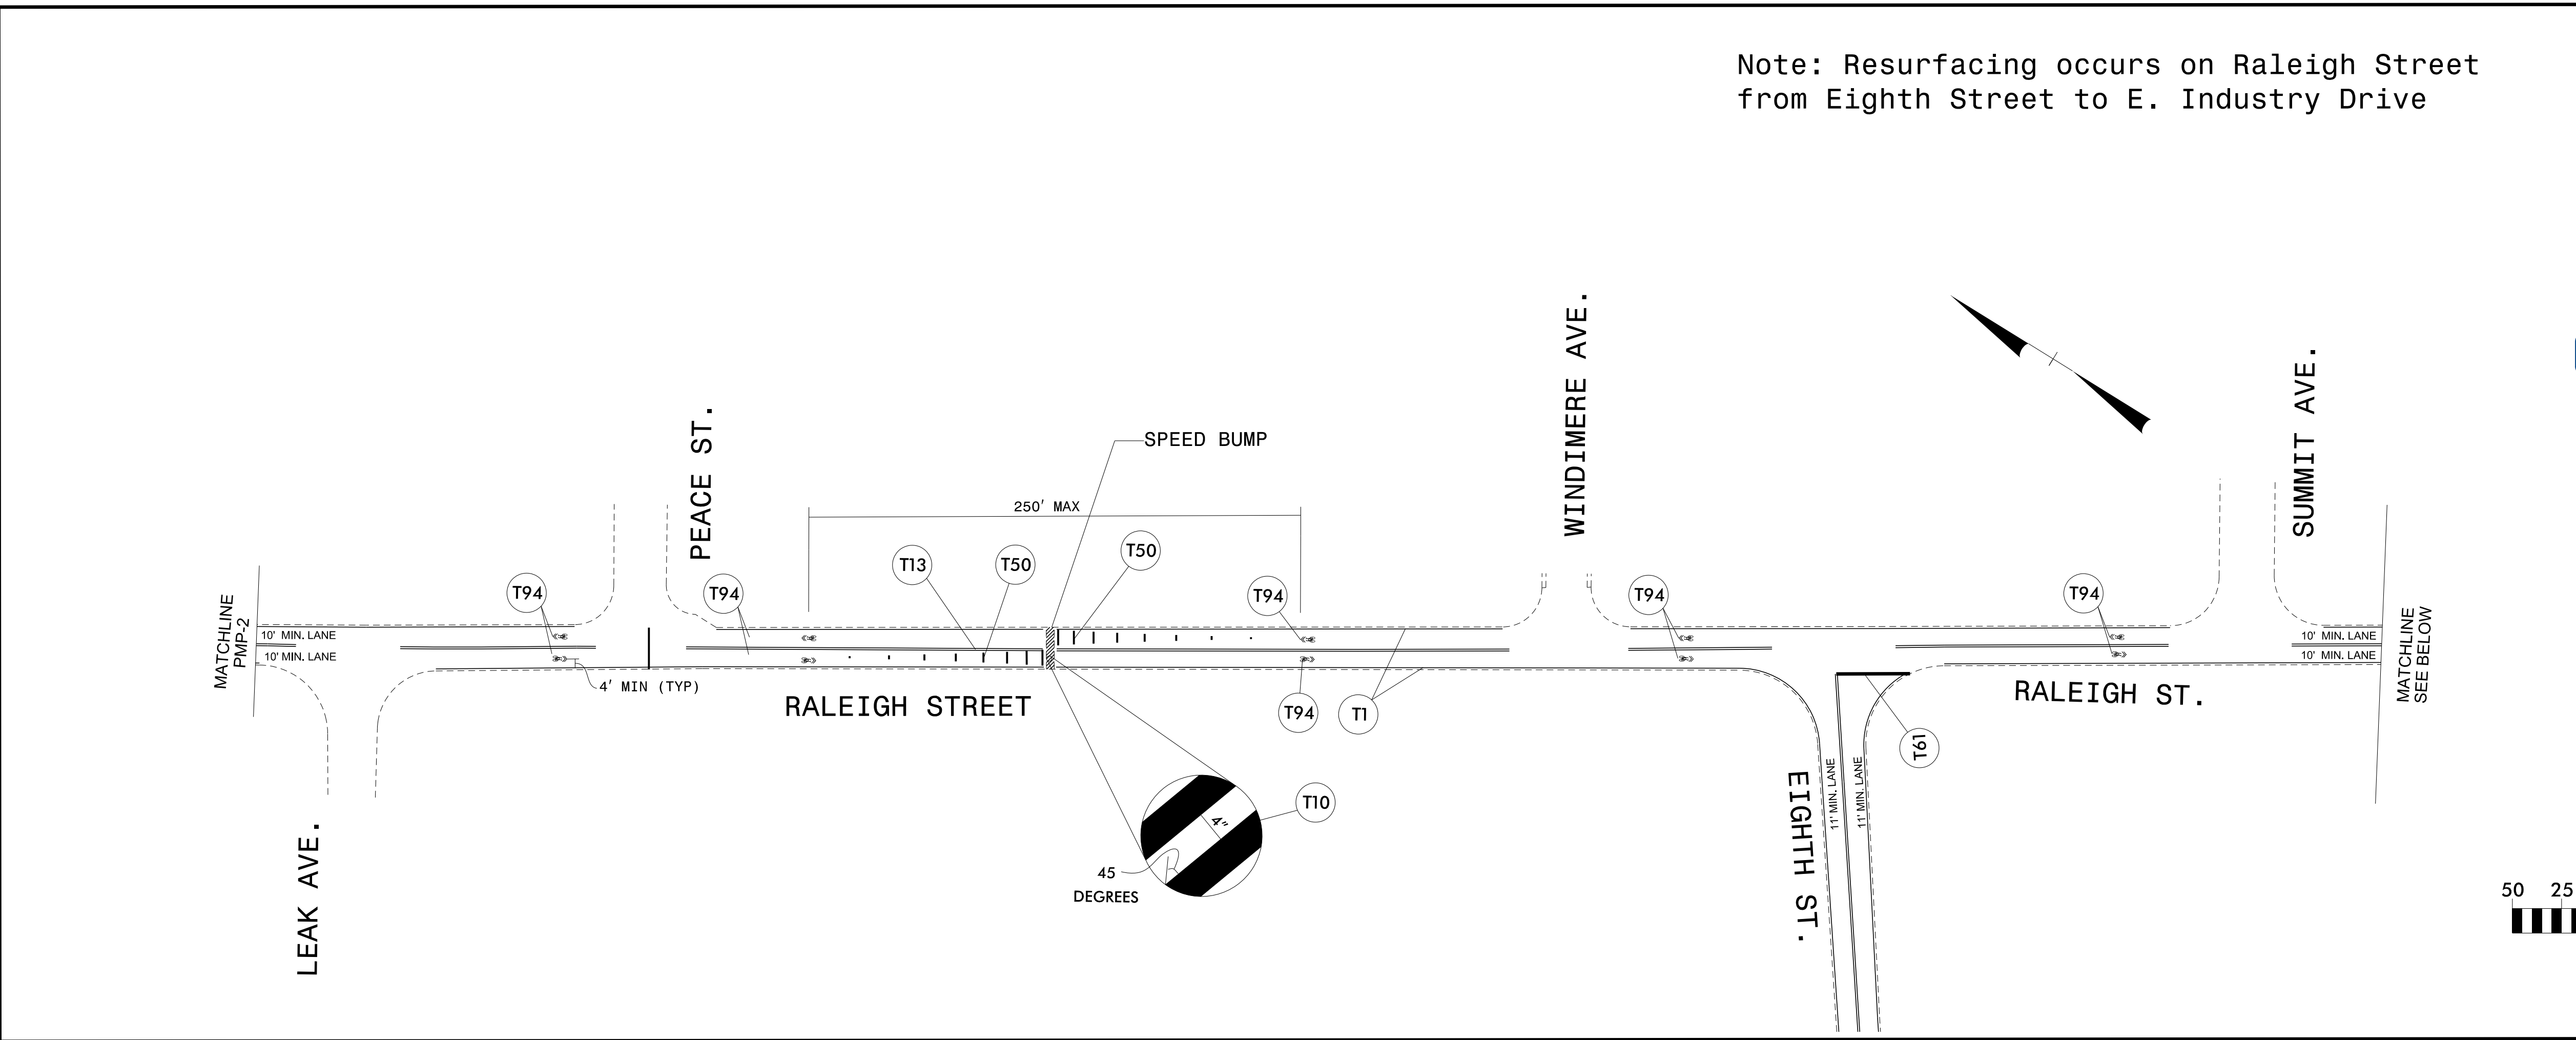 Note: Resurfacing occurs on Raleigh Street
from Eighth Street to E. Industry Drive
WINDIMERE AVE.
SUMMIT AVE.
PEACE ST.
SPEED BUMP
250' MAX
T13
T50
T50
T94
T94
T94
T94
T94
MATCHLINE
PMP-2
10' MIN. LANE
10' MIN. LANE
10' MIN. LANE
10' MIN. LANE
MATCHLINE
SEE BELOW
4' MIN (TYP)
RALEIGH STREET
T94
T1
RALEIGH ST.
T61
T10
4"
45
DEGREES
LEAK AVE.
EIGHTH ST.
11' MIN. LANE
11' MIN. LANE
50 25